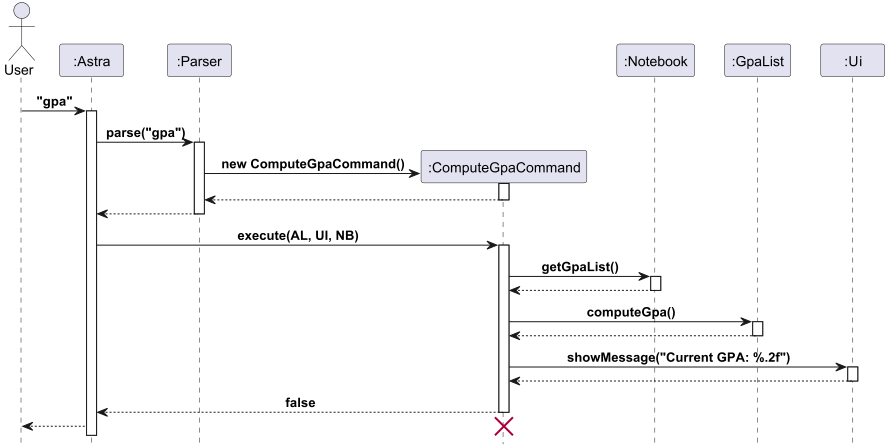 User
:Astra
:Parser
:Notebook
:GpaList
:Ui
"gpa"
parse("gpa")
new ComputeGpaCommand()
:ComputeGpaCommand
execute(AL, UI, NB)
getGpaList()
computeGpa()
showMessage("Current GPA: %.2f")
false